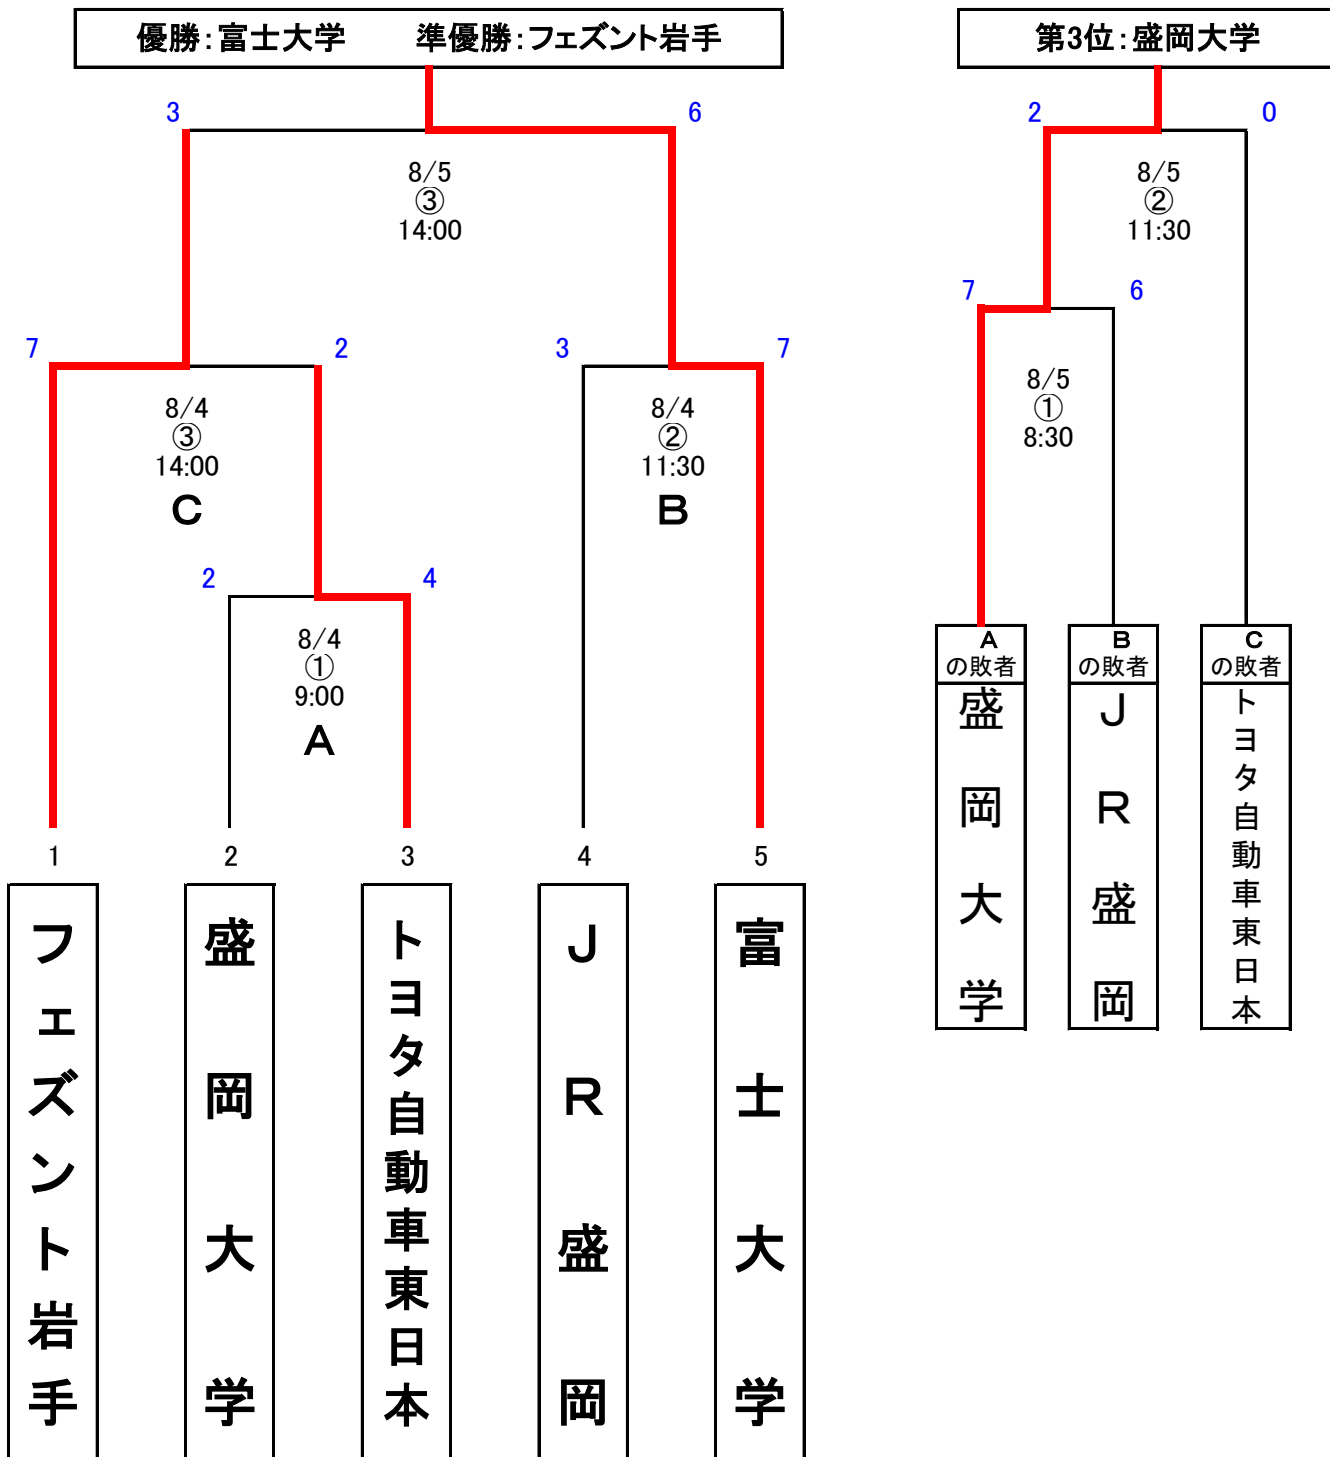 優勝：富士大学　準優勝：フェズント岩手
3
6
8/5
③
14:00
7
2
3
7
8/4
③
14:00
C
8/4
②
11:30
B
2
4
8/4
①
9:00
A
1
2
3
4
5
フェズント岩手
盛岡大学
トヨタ自動車東日本
JR盛岡
富士大学
第3位：盛岡大学
2
0
8/5
②
11:30
7
6
8/5
①
8:30
A
の敗者
B
の敗者
C
の敗者
盛岡大学
JR盛岡
トヨタ自動車東日本